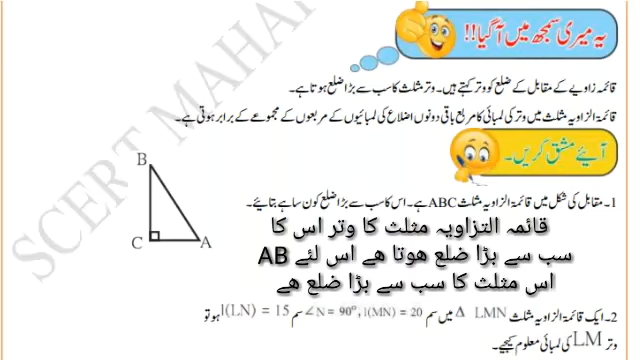 یہ میری سمجھ میں آگیا!!
قائمہ زاویے کے مقابل کے ضلع کو وتر کہتے ہیں۔ وتر مثلث کا سب سے بڑا ضلع ہوتا ہے۔
قائمۃ الزاویہ مثلث میں وتر کی لمبائی کا مربع باقی دونوں اضلاع کی لمبائیوں کے مربعوں کے مجموعے کے برابر ہوتی ہے۔
آیئے مشق کریں۔
B
C
A
1۔ مقابل کی شکل میں قائمۃ الزاویہ مثلث ABC ہے۔ اس کا سب سے بڑا ضلع کون سا ہے بتائیے۔
قائمہ التزاویہ مثلث کا وتر اس کا
سب سے بڑا ضلع ھوتا ھے اس لئے AB
اس مثلث کا سب سے بڑا ضلع ھے
2۔ ایک قائمۃ الزاویہ مثلث Δ LMN میں سم ∠N = 90°, l(MN) = 20 سم l(LN) = 15 ہو تو
وتر LM کی لمبائی معلوم کیجیے۔
SCERT MAHAR